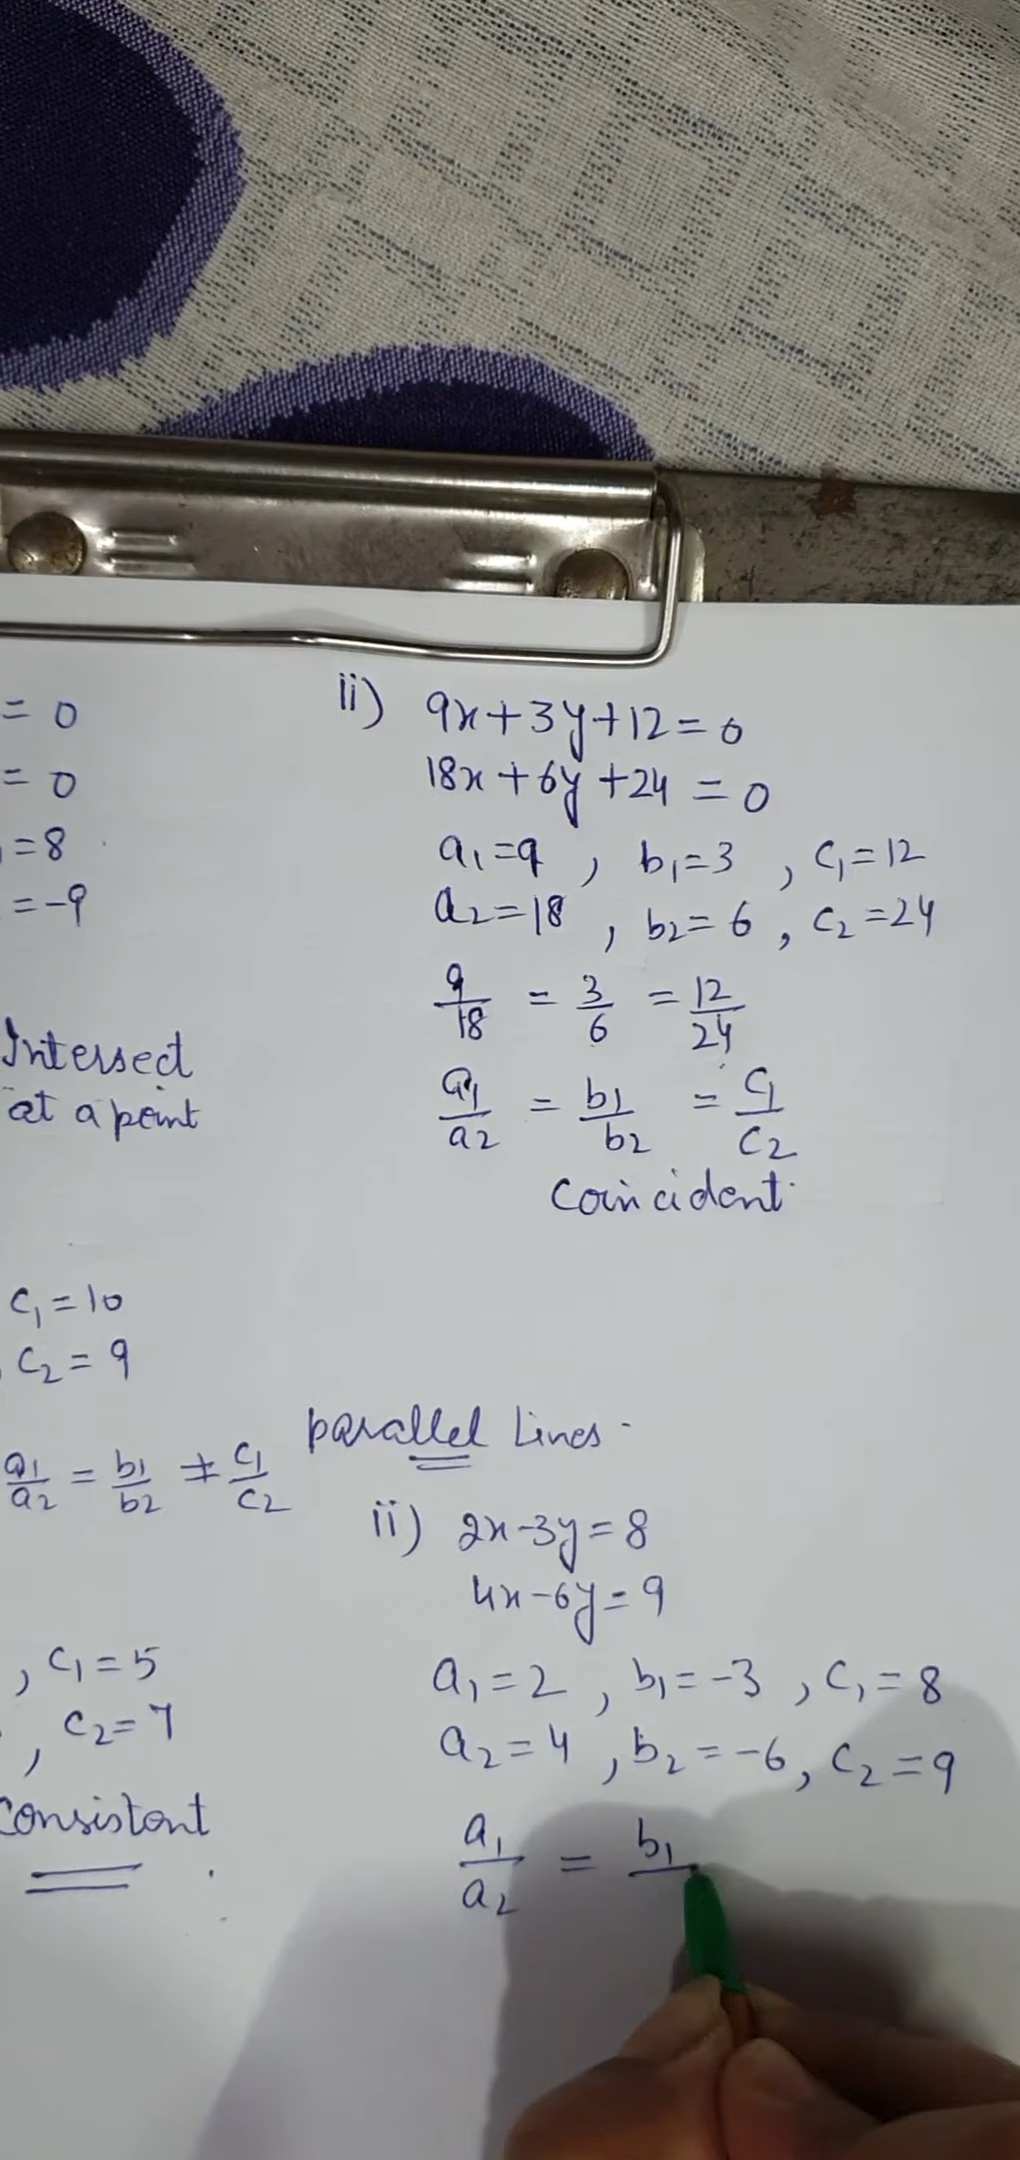 = 0
= 0
1=8
=-9
Intersect
at a point
ii) 9x+3y+12=0
18x+6y+24=0
a1=9, b1=3, c1=12
a2=18, b2=6, c2=24
9/18 = 3/6 = 12/24
a1/a2 = b1/b2 = c1/c2
Coincident
c1=10
c2=9
a1/a2 = b1/b2 ≠ c1/c2
parallel lines.
, c1=5
, c2=7
consistent
ii) 2x-3y=8
4x-6y=9
a1=2, b1=-3, c1=8
a2=4, b2=-6, c2=9
a1/a2 = b1